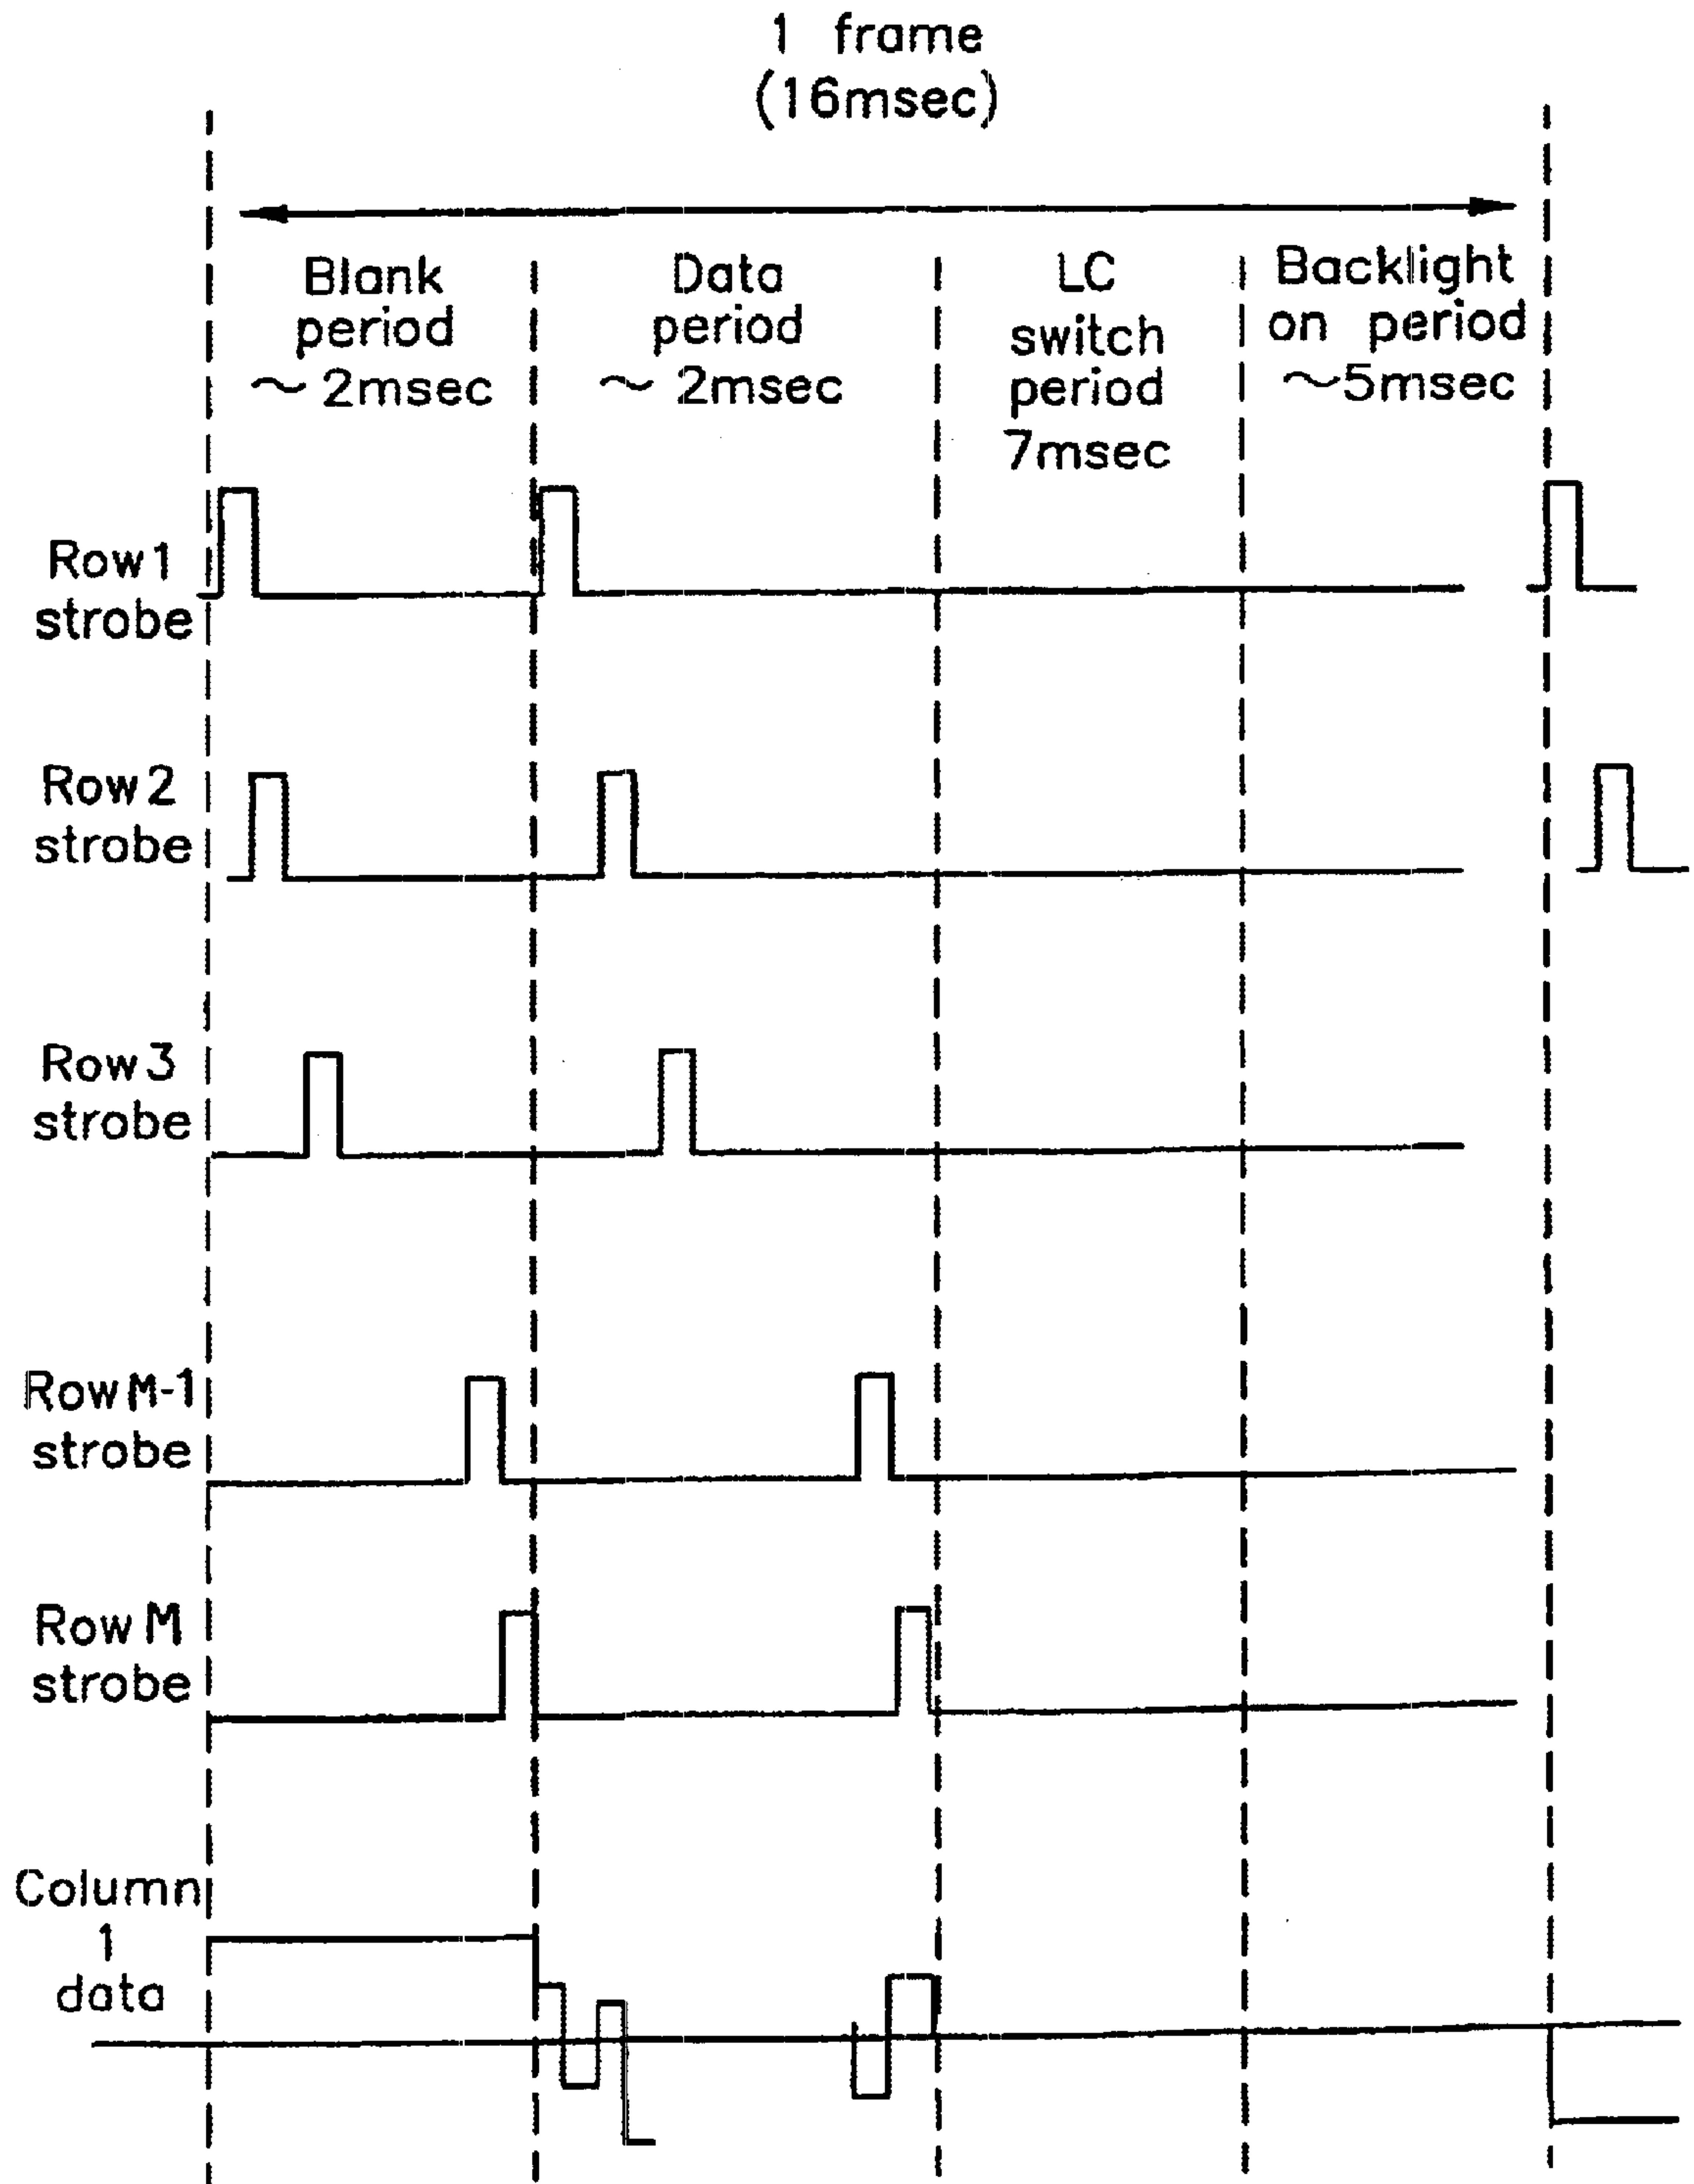 1 frame
(16msec)
Blank
period
~ 2msec
Data
period
~ 2msec
LC
switch
period
7msec
Backlight
on period
~5msec
Row 1
strobe
Row 2
strobe
Row 3
strobe
Row M-1
strobe
Row M
strobe
Column
1
data